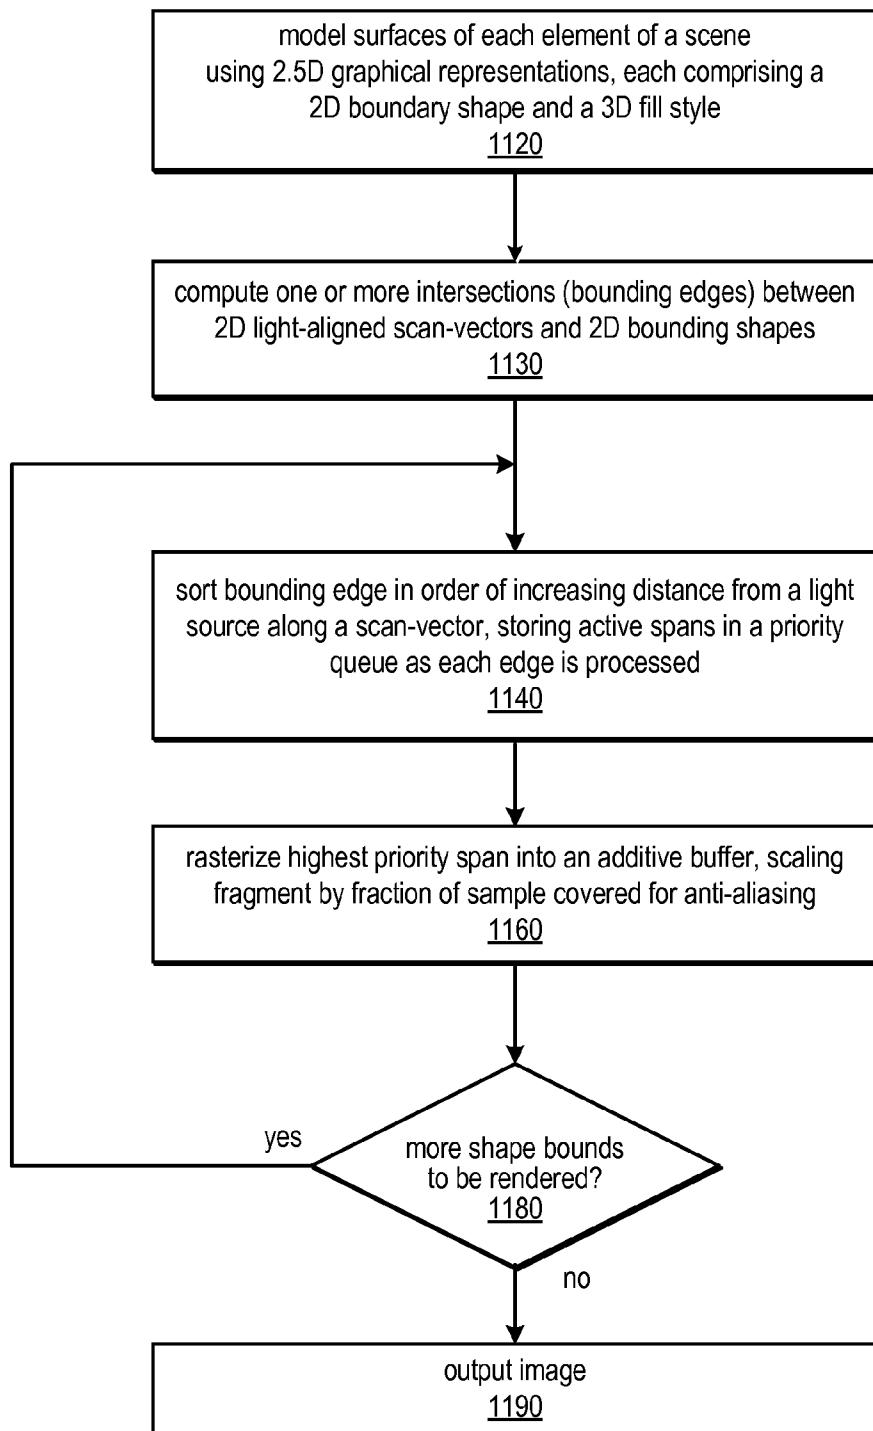 model surfaces of each element of a scene
using 2.5D graphical representations, each comprising a
2D boundary shape and a 3D fill style
1120
compute one or more intersections (bounding edges) between
2D light-aligned scan-vectors and 2D bounding shapes
1130
sort bounding edge in order of increasing distance from a light
source along a scan-vector, storing active spans in a priority
queue as each edge is processed
1140
rasterize highest priority span into an additive buffer, scaling
fragment by fraction of sample covered for anti-aliasing
1160
yes
more shape bounds
to be rendered?
1180
no
output image
1190